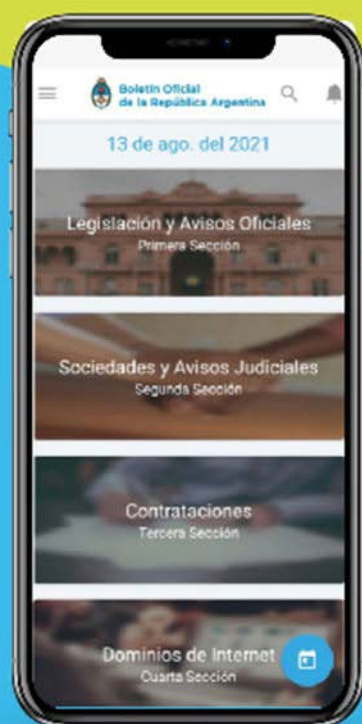 Boletín Oficial
de la República Argentina
13 de ago. del 2021
Legislación y Avisos Oficiales
Primera Sección
Sociedades y Avisos Judiciales
Segunda Sección
Contrataciones
Tercera Sección
Dominios de Internet
Cuarta Sección